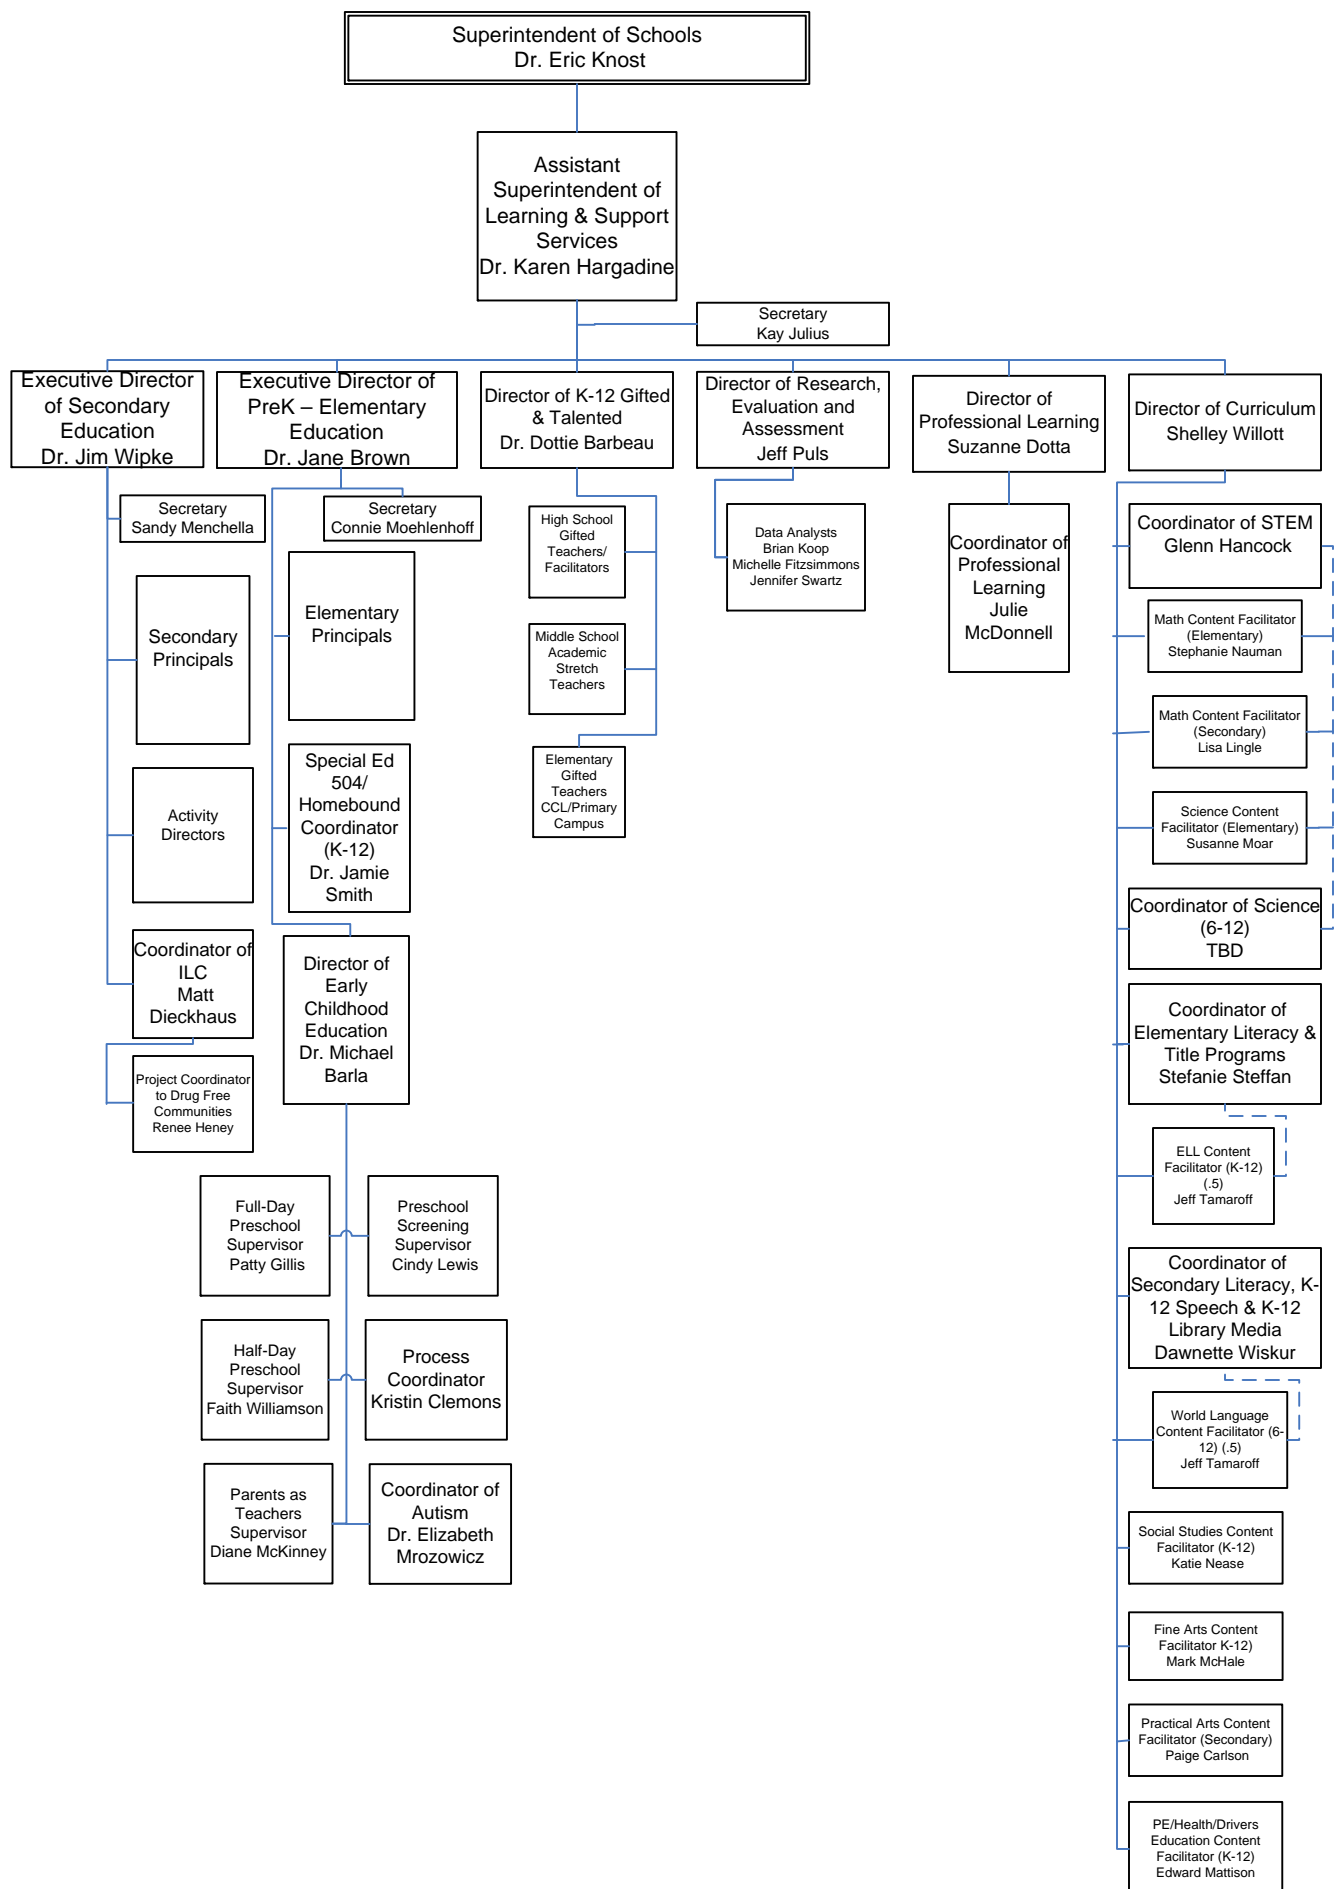 Superintendent of Schools
Dr. Eric Knost
Assistant
Superintendent of
Learning & Support
Services
Dr. Karen Hargadine
Secretary
Kay Julius
Executive Director
of Secondary
Education
Dr. Jim Wipke
Executive Director of
PreK – Elementary
Education
Dr. Jane Brown
Director of K-12 Gifted
& Talented
Dr. Dottie Barbeau
Director of Research,
Evaluation and
Assessment
Jeff Puls
Director of
Professional Learning
Suzanne Dotta
Director of Curriculum
Shelley Willott
Secretary
Sandy Menchella
Secondary
Principals
Activity
Directors
Coordinator of
ILC
Matt
Dieckhaus
Project Coordinator
to Drug Free
Communities
Renee Heney
Secretary
Connie Moehlenhoff
Elementary
Principals
Special Ed
504/
Homebound
Coordinator
(K-12)
Dr. Jamie
Smith
Director of
Early
Childhood
Education
Dr. Michael
Barla
Full-Day
Preschool
Supervisor
Patty Gillis
Preschool
Screening
Supervisor
Cindy Lewis
Half-Day
Preschool
Supervisor
Faith Williamson
Process
Coordinator
Kristin Clemons
Parents as
Teachers
Supervisor
Diane McKinney
Coordinator of
Autism
Dr. Elizabeth
Mrozowicz
High School
Gifted
Teachers/
Facilitators
Middle School
Academic
Stretch
Teachers
Elementary
Gifted
Teachers
CCL/Primary
Campus
Data Analysts
Brian Koop
Michelle Fitzsimmons
Jennifer Swartz
Coordinator of
Professional
Learning
Julie
McDonnell
Coordinator of STEM
Glenn Hancock
Math Content Facilitator
(Elementary)
Stephanie Nauman
Math Content Facilitator
(Secondary)
Lisa Lingle
Science Content
Facilitator (Elementary)
Susanne Moar
Coordinator of Science
(6-12)
TBD
Coordinator of
Elementary Literacy &
Title Programs
Stefanie Steffan
ELL Content
Facilitator (K-12)
(.5)
Jeff Tamaroff
Coordinator of
Secondary Literacy, K-
12 Speech & K-12
Library Media
Dawnette Wiskur
World Language
Content Facilitator (6-
12) (.5)
Jeff Tamaroff
Social Studies Content
Facilitator (K-12)
Katie Nease
Fine Arts Content
Facilitator K-12)
Mark McHale
Practical Arts Content
Facilitator (Secondary)
Paige Carlson
PE/Health/Drivers
Education Content
Facilitator (K-12)
Edward Mattison